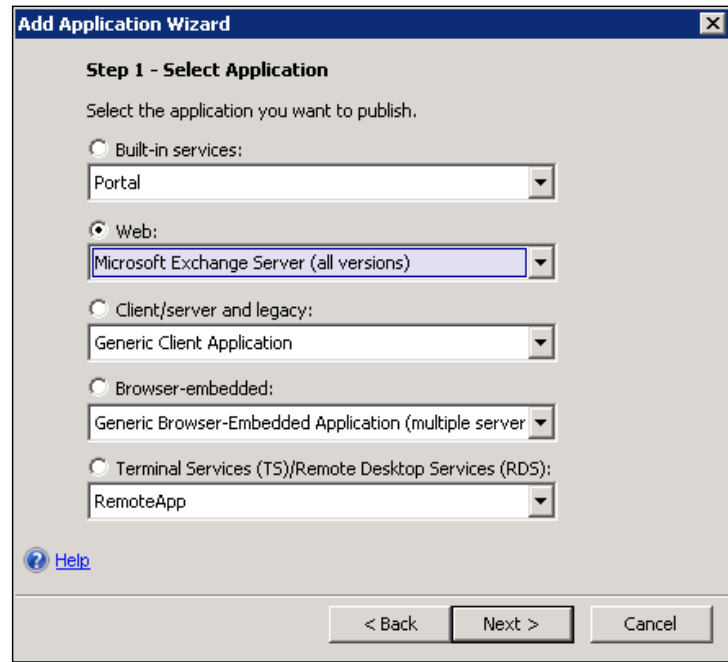 Add Application Wizard
Step 1 - Select Application
Select the application you want to publish.
Built-in services:
Portal
Web:
Microsoft Exchange Server (all versions)
Client/server and legacy:
Generic Client Application
Browser-embedded:
Generic Browser-Embedded Application (multiple server
Terminal Services (TS)/Remote Desktop Services (RDS):
RemoteApp
Help
< Back Next > Cancel